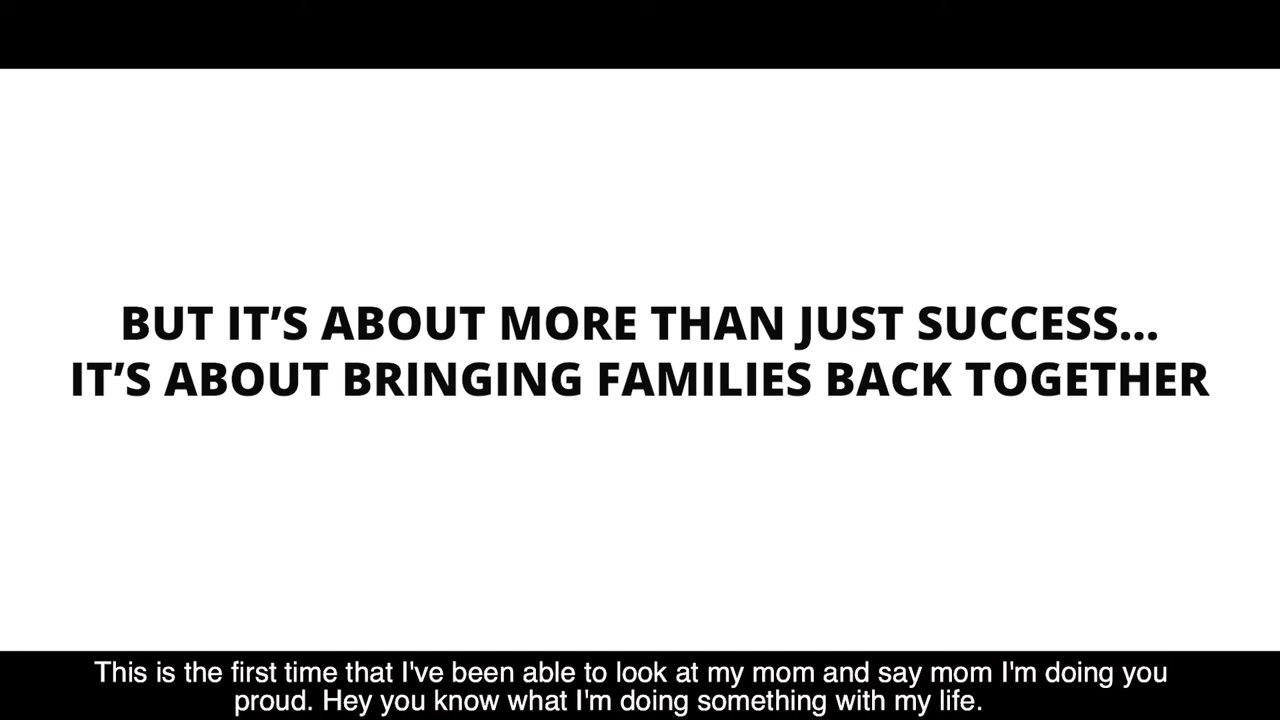 BUT IT’S ABOUT MORE THAN JUST SUCCESS...
IT’S ABOUT BRINGING FAMILIES BACK TOGETHER
This is the first time that I've been able to look at my mom and say mom I'm doing you
proud. Hey you know what I'm doing something with my life.